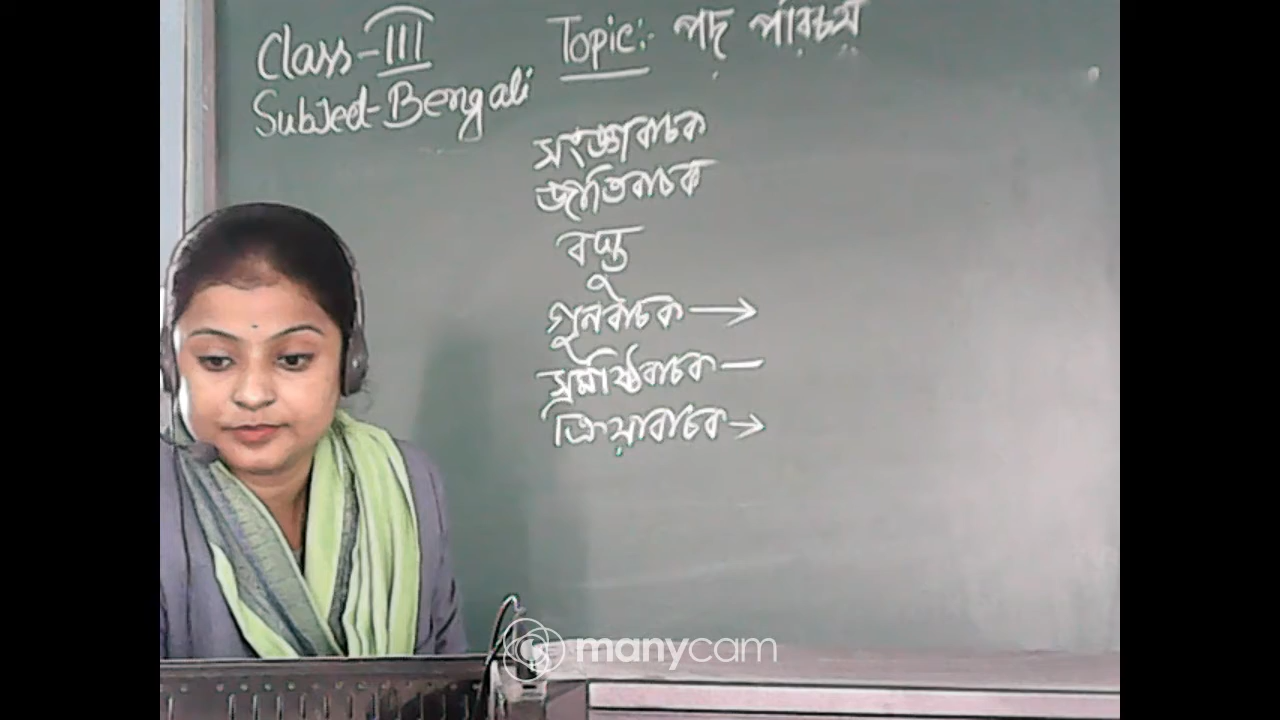 Class-III
Subject-Bengali
Topic:- পদ পরিচয়
সংজ্ঞাবাচক
জাতিবাচক
বস্তু
গুনবাচক →
সমষ্ঠিবাচক —
ক্রিয়াবাচক →
manycam